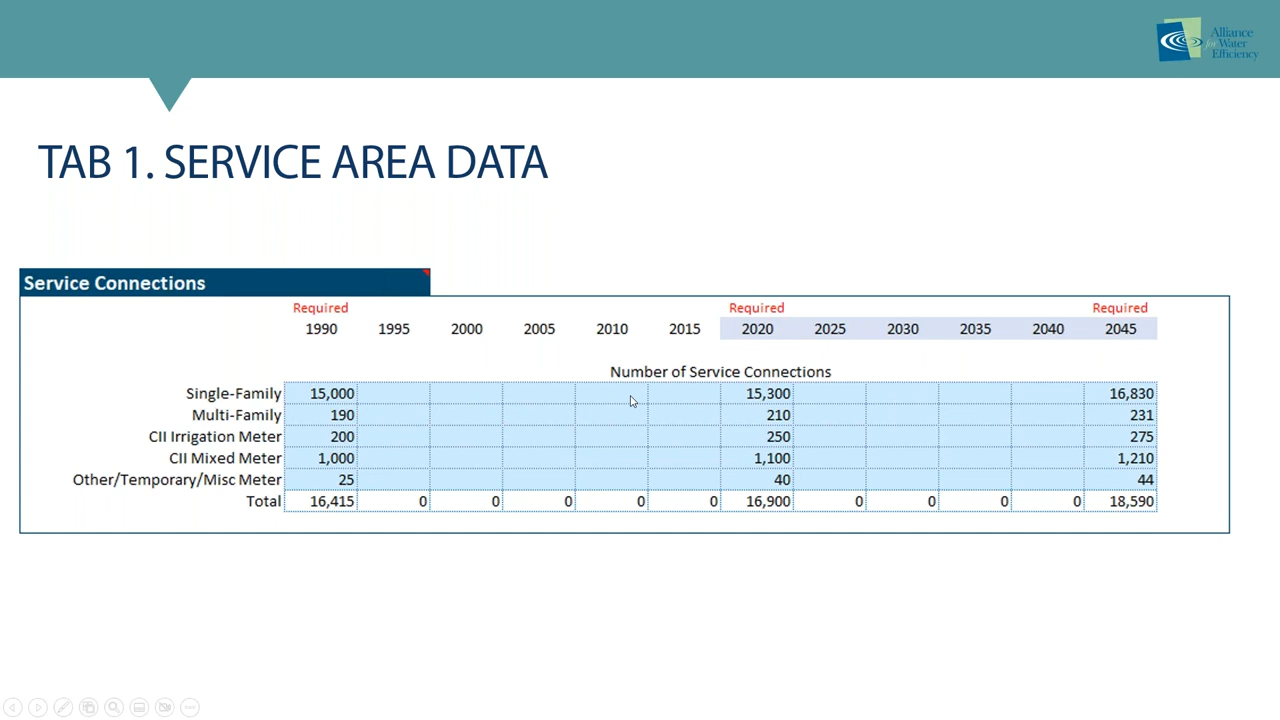 Alliance
for Water
Efficiency
TAB 1. SERVICE AREA DATA
Service Connections
Required Required Required
1990 1995 2000 2005 2010 2015 2020 2025 2030 2035 2040 2045
Number of Service Connections
Single-Family 15,000 15,300 16,830
Multi-Family 190 210 231
CII Irrigation Meter 200 250 275
CII Mixed Meter 1,000 1,100 1,210
Other/Temporary/Misc Meter 25 40 44
Total 16,415 0 0 0 0 0 16,900 0 0 0 0 18,590